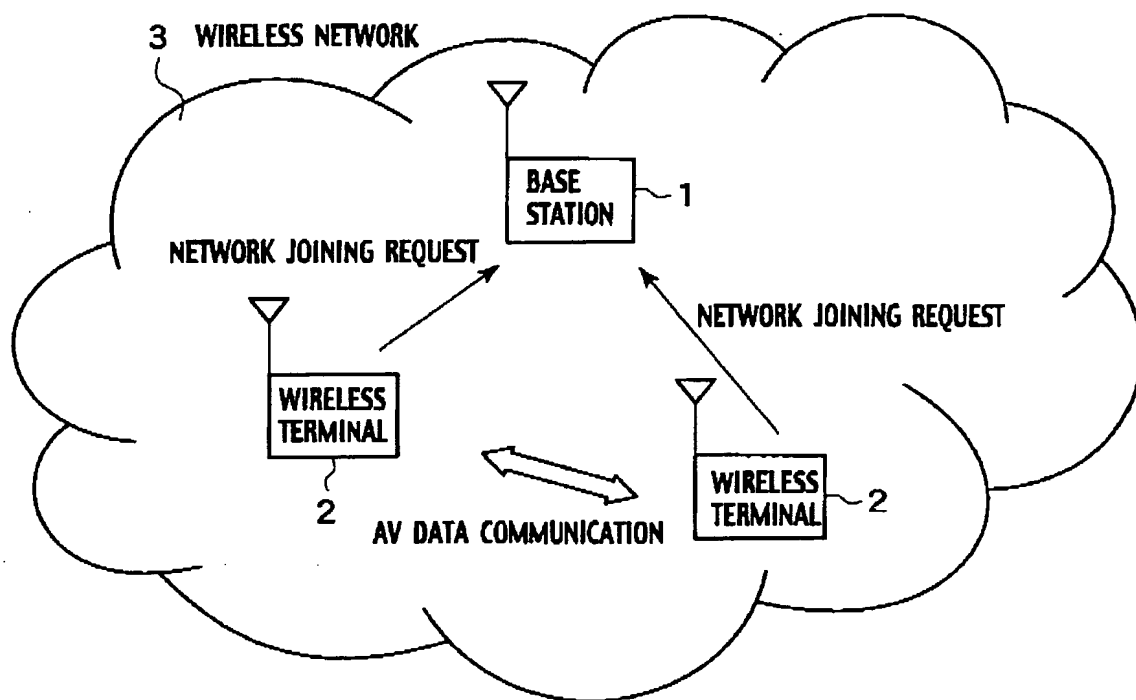 3 WIRELESS NETWORK
BASE
STATION
1
NETWORK JOINING REQUEST
NETWORK JOINING REQUEST
WIRELESS
TERMINAL
2
WIRELESS
TERMINAL
2
AV DATA COMMUNICATION